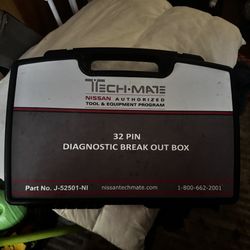 TECH-MATE
NISSAN AUTHORIZED
TOOL & EQUIPMENT PROGRAM
32 PIN
DIAGNOSTIC BREAK OUT BOX
Part No. J-52501-NI nissantechmate.com 1-800-662-2001